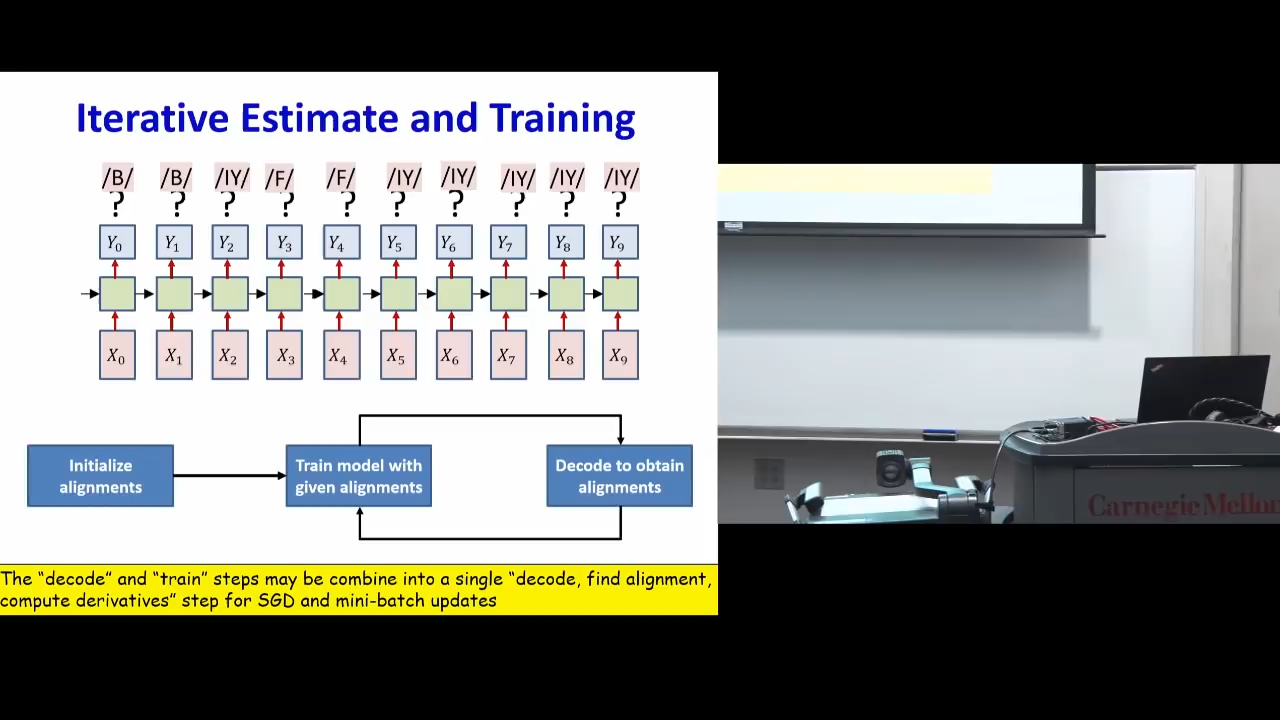 Iterative Estimate and Training
/B/ /B/ /IY/ /F/ /F/ /IY/ /IY/ /IY/ /IY/ /IY/
? ? ? ? ? ? ? ? ? ?
Y0 Y1 Y2 Y3 Y4 Y5 Y6 Y7 Y8 Y9
X0 X1 X2 X3 X4 X5 X6 X7 X8 X9
Initialize
alignments
Train model with
given alignments
Decode to obtain
alignments
The “decode” and “train” steps may be combine into a single “decode, find alignment,
compute derivatives” step for SGD and mini-batch updates
Carnegie Mellon